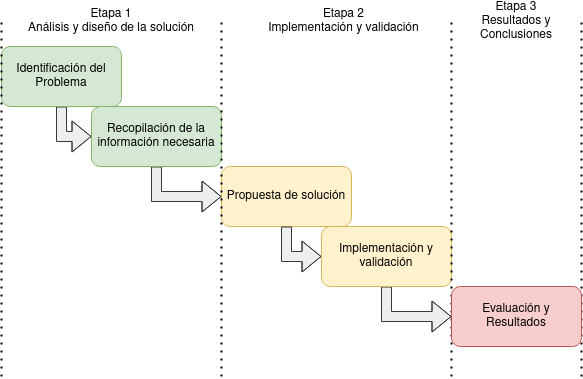 Etapa 1
Análisis y diseño de la solución
Etapa 2
Implementación y validación
Etapa 3
Resultados y
Conclusiones
Identificación del
Problema
Recopilación de la
información necesaria
Propuesta de solución
Implementación y
validación
Evaluación y
Resultados